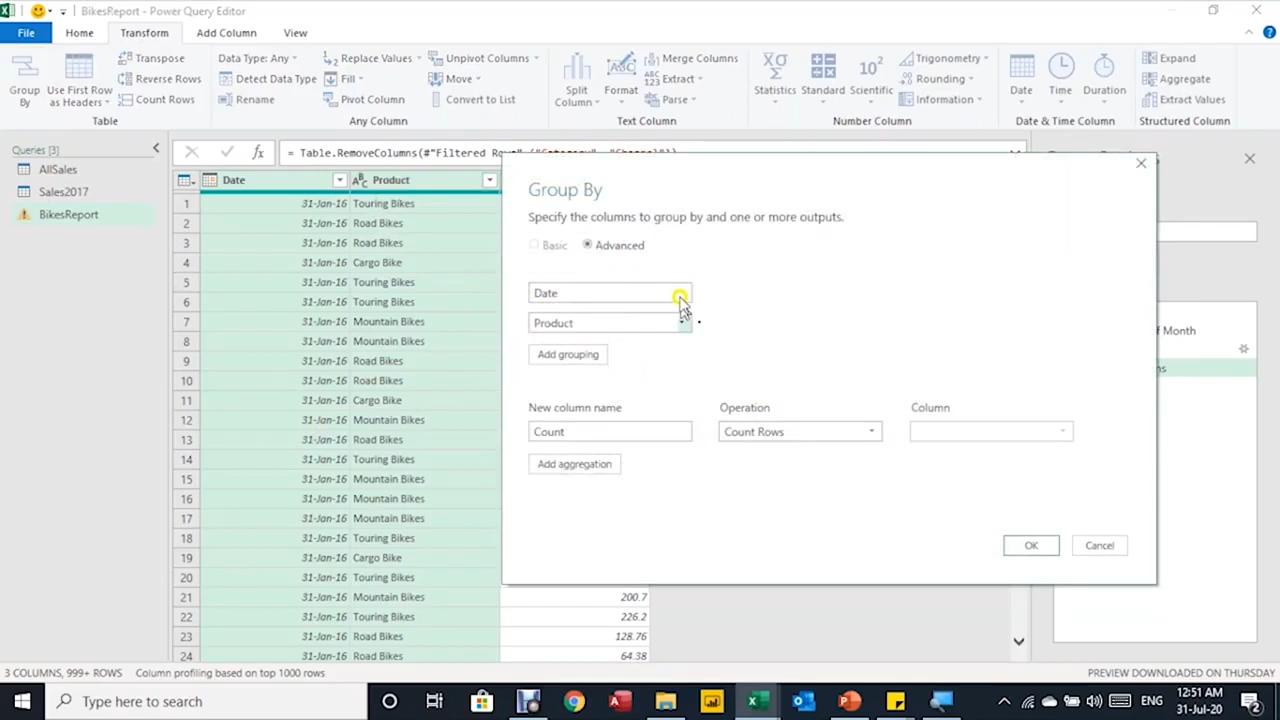 BikesReport - Power Query Editor
File Home Transform Add Column View
Group By
Use First Row as Headers
Transpose
Reverse Rows
Count Rows
Table
Data Type: Any
Detect Data Type
Rename
Replace Values
Fill
Pivot Column
Unpivot Columns
Move
Convert to List
Any Column
Split Column
Format
ABC
Merge Columns
Extract
Parse
Text Column
Statistics
Standard
Scientific
Trigonometry
Rounding
Information
Number Column
Date
Time
Duration
Date & Time Column
Expand
Aggregate
Extract Values
Structured Column
Queries [3]
AllSales
Sales2017
BikesReport
= Table.RemoveColumns(#"Filtered
Date Product
1 31-Jan-16 Touring Bikes
2 31-Jan-16 Road Bikes
3 31-Jan-16 Road Bikes
4 31-Jan-16 Cargo Bike
5 31-Jan-16 Touring Bikes
6 31-Jan-16 Touring Bikes
7 31-Jan-16 Mountain Bikes
8 31-Jan-16 Mountain Bikes
9 31-Jan-16 Road Bikes
10 31-Jan-16 Road Bikes
11 31-Jan-16 Cargo Bike
12 31-Jan-16 Mountain Bikes
13 31-Jan-16 Road Bikes
14 31-Jan-16 Touring Bikes
15 31-Jan-16 Mountain Bikes
16 31-Jan-16 Mountain Bikes
17 31-Jan-16 Mountain Bikes
18 31-Jan-16 Touring Bikes
19 31-Jan-16 Cargo Bike
20 31-Jan-16 Touring Bikes
21 31-Jan-16 Mountain Bikes 200.7
22 31-Jan-16 Touring Bikes 226.2
23 31-Jan-16 Road Bikes 128.76
24 31-Jan-16 Road Bikes 64.38
Group By
Specify the columns to group by and one or more outputs.
Basic Advanced
Date
Product
Add grouping
New column name Operation Column
Count Count Rows
Add aggregation
OK Cancel
f Month
ns
3 COLUMNS, 999+ ROWS Column profiling based on top 1000 rows
PREVIEW DOWNLOADED ON THURSDAY
Type here to search
ENG
12:51 AM
31-Jul-20
2